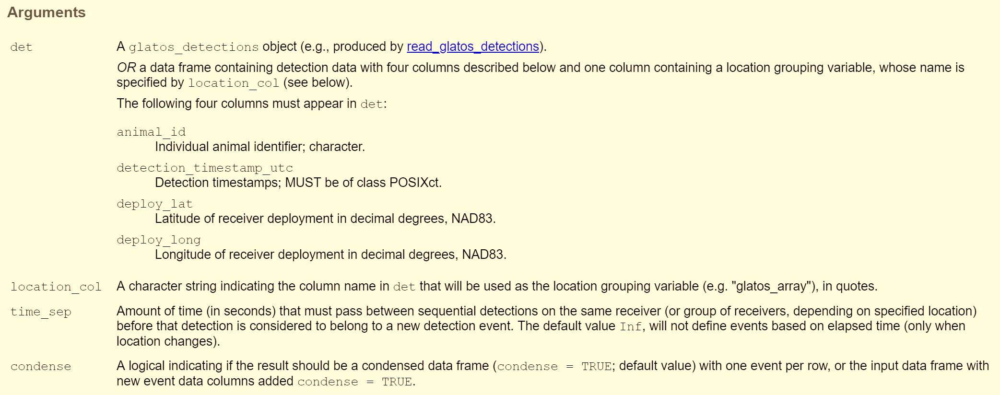 Arguments
det A glatos_detections object (e.g., produced by read_glatos_detections).
OR a data frame containing detection data with four columns described below and one column containing a location grouping variable, whose name is
specified by location_col (see below).
The following four columns must appear in det:
animal_id
Individual animal identifier; character.
detection_timestamp_utc
Detection timestamps; MUST be of class POSIXct.
deploy_lat
Latitude of receiver deployment in decimal degrees, NAD83.
deploy_long
Longitude of receiver deployment in decimal degrees, NAD83.
location_col A character string indicating the column name in det that will be used as the location grouping variable (e.g. "glatos_array"), in quotes.
time_sep Amount of time (in seconds) that must pass between sequential detections on the same receiver (or group of receivers, depending on specified location)
before that detection is considered to belong to a new detection event. The default value Inf, will not define events based on elapsed time (only when
location changes).
condense A logical indicating if the result should be a condensed data frame (condense = TRUE; default value) with one event per row, or the input data frame with
new event data columns added condense = TRUE.